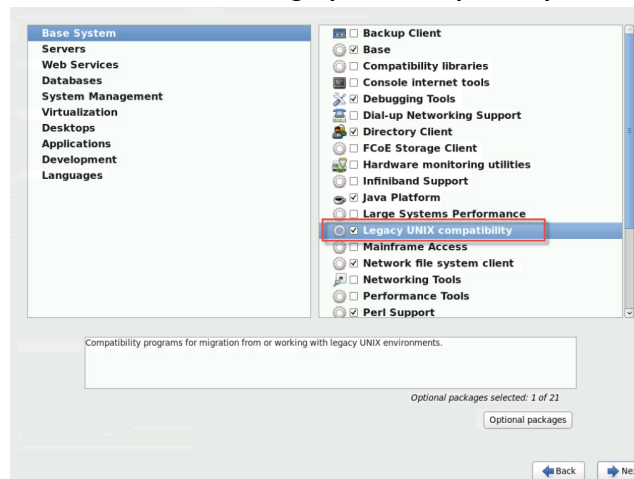 Base System
Servers
Web Services
Databases
System Management
Virtualization
Desktops
Applications
Development
Languages
Backup Client
Base
Compatibility libraries
Console internet tools
Debugging Tools
Dial-up Networking Support
Directory Client
FCoE Storage Client
Hardware monitoring utilities
Infiniband Support
Java Platform
Large Systems Performance
Legacy UNIX compatibility
Mainframe Access
Network file system client
Networking Tools
Performance Tools
Perl Support
Compatibility programs for migration from or working with legacy UNIX environments.
Optional packages selected: 1 of 21
Optional packages
Back